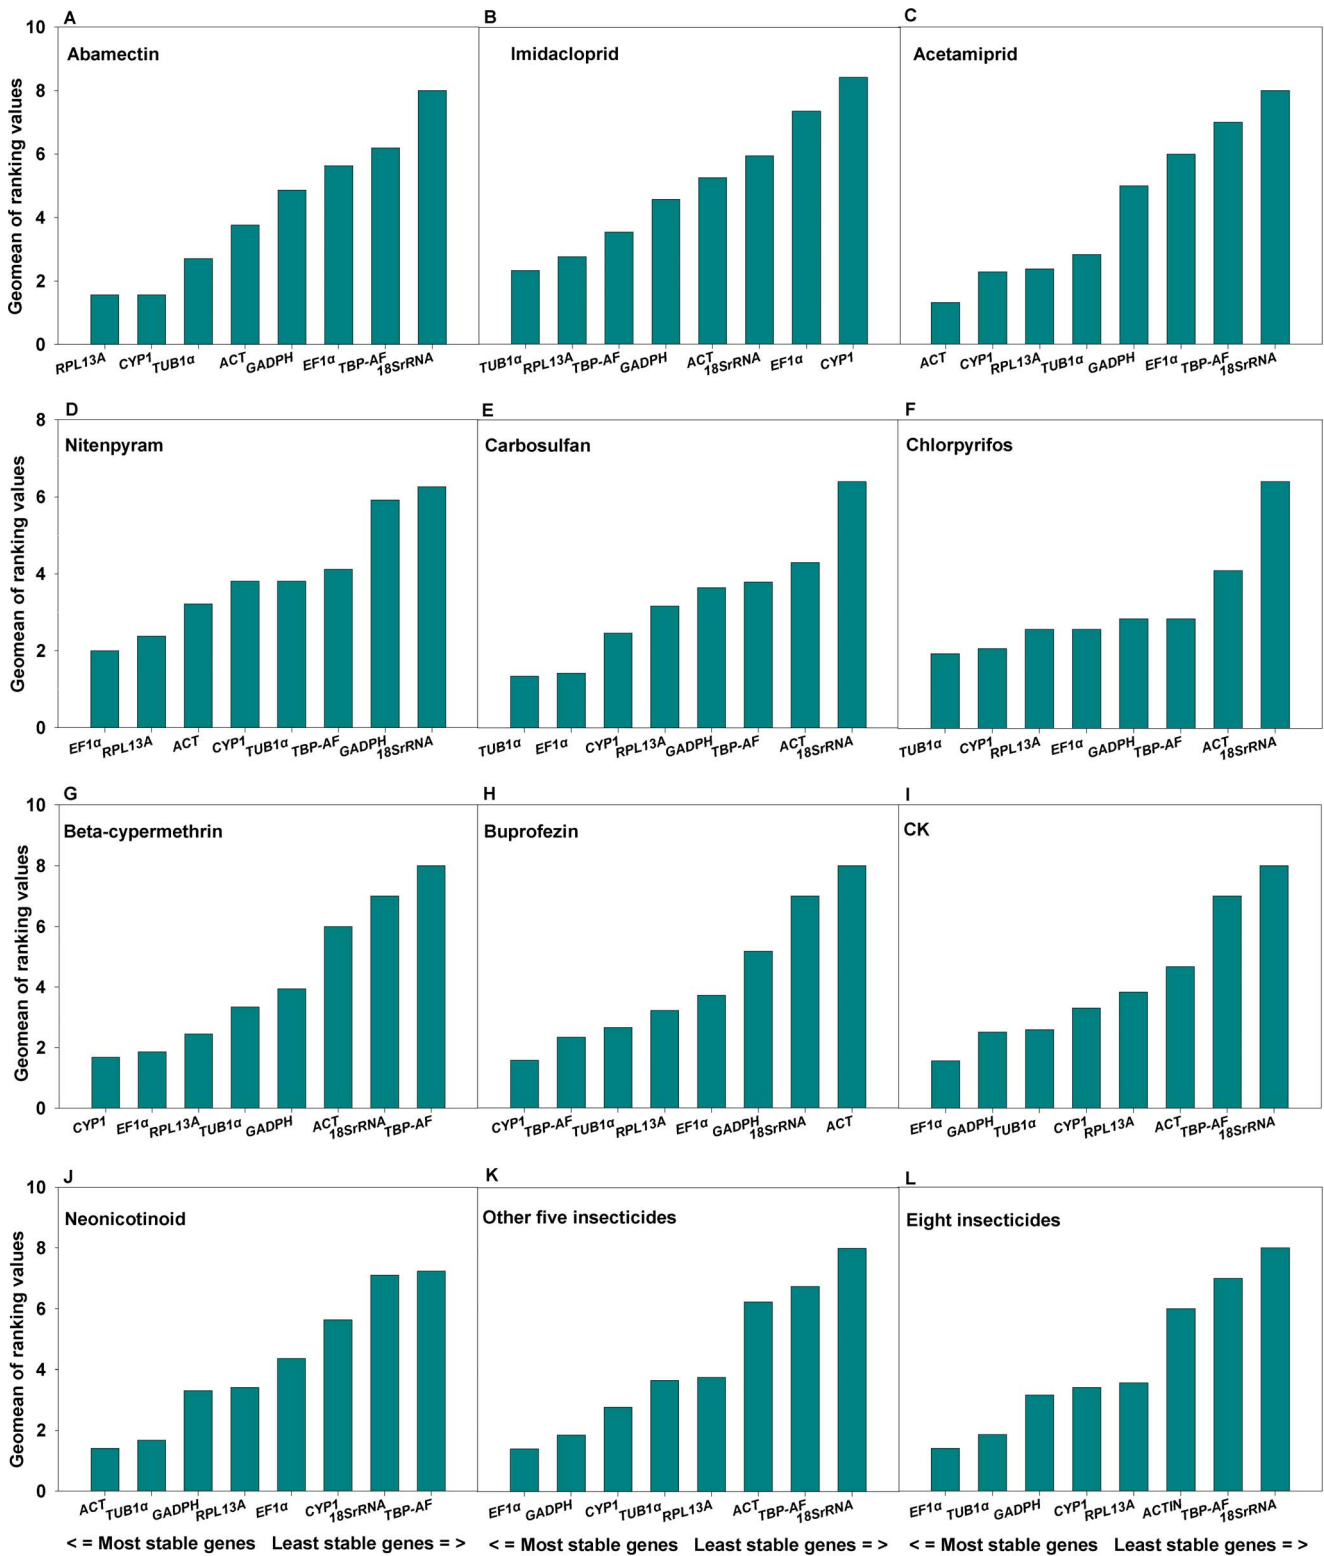 A
B
C
Geomean of ranking values
10
8
6
4
2
0
Abamectin
Imidacloprid
Acetamiprid
RPL13A CYP1 TUB1α ACT GADPH EF1α TBP-AF 18SrRNA
TUB1α RPL13A TBP-AF GADPH ACT 18SrRNA EF1α CYP1
ACT CYP1 RPL13A TUB1α GADPH EF1α TBP-AF 18SrRNA
D
E
F
Geomean of ranking values
8
6
4
2
0
Nitenpyram
Carbosulfan
Chlorpyrifos
EF1α RPL13A ACT CYP1 TUB1α TBP-AF GADPH 18SrRNA
TUB1α EF1α CYP1 RPL13A GADPH TBP-AF ACT 18SrRNA
TUB1α CYP1 RPL13A EF1α GADPH TBP-AF ACT 18SrRNA
G
H
I
Geomean of ranking values
10
8
6
4
2
0
Beta-cypermethrin
Buprofezin
CK
CYP1 EF1α RPL13A TUB1α GADPH ACT 18SrRNA TBP-AF
CYP1 TBP-AF TUB1α RPL13A EF1α GADPH 18SrRNA ACT
EF1α GADPH TUB1α CYP1 RPL13A ACT TBP-AF 18SrRNA
J
K
L
Geomean of ranking values
10
8
6
4
2
0
Neonicotinoid
Other five insecticides
Eight insecticides
ACT TUB1α GADPH RPL13A EF1α CYP1 18SrRNA TBP-AF
EF1α GADPH CYP1 TUB1α RPL13A ACT TBP-AF 18SrRNA
EF1α TUB1α GADPH CYP1 RPL13A ACTIN TBP-AF 18SrRNA
< = Most stable genes Least stable genes = >
< = Most stable genes Least stable genes = >
< = Most stable genes Least stable genes = >